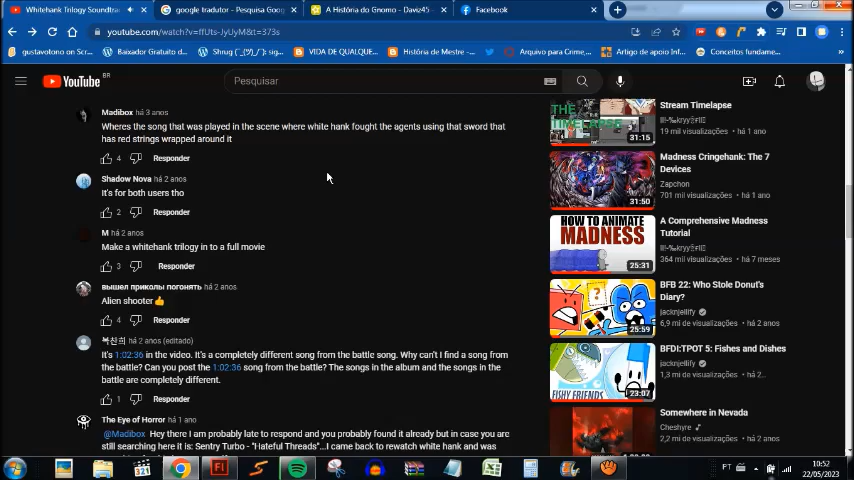 Whitehank Trilogy Soundtra
google tradutor - Pesquisa Goog
A História do Gnomo - Daviz45
Facebook
youtube.com/watch?v=ffUts-JyUyM&t=373s
gustavotono on Scrat...
Baixador Gratuito d...
Shrug ¯\_(ツ)_/¯ d...
VIDA DE QUALQUE...
História de Mestre...
Arquivo para Crime,...
Artigo de apoio Inf...
Conceitos fundame...
YouTube BR
Pesquisar
Madibox há 3 anos
Wheres the song that was played in the scene where white hank fought the agents using that sword that
has red strings wrapped around it
4 Responder
Shadow Nova há 2 anos
It's for both users tho
2 Responder
M há 2 anos
Make a whitehank trilogy in to a full movie
3 Responder
вышел приколы погонять há 2 anos
Alien shooter👍
4 Responder
há 2 anos (editado)
It's 1:02:36 in the video. It's a completely different song from the battle song. Why can't I find a song from
the battle? Can you post the 1:02:36 song from the battle? The songs in the album and the songs in the
battle are completely different.
1 Responder
The Eye of Horror há 1 ano
@Madibox Hey there I am probably late to respond and you probably found it already but in case you are
still searching here it is: Sentry Turbo - "Hateful Threads"...I came back to rewatch white hank and was
THE
TIMELAPSE
31:15
Stream Timelapse
19 mil visualizações • há 1 ano
31:50
Madness Cringehank: The 7
Devices
Zapchon
701 mil visualizações • há 1 ano
HOW TO ANIMATE
MADNESS
25:31
A Comprehensive Madness
Tutorial
364 mil visualizações • há 7 meses
25:59
BFB 22: Who Stole Donut's
Diary?
jacknjellify
6,9 mi de visualizações • há 2...
FISHY FRIENDS
23:07
BFDI:TPOT 5: Fishes and Doshes
jacknjellify
1,3 mi de visualizações • há 2...
Somewhere in Nevada
Cheshyre
2,2 mi de visualizações • há 2...
321
PT
10:52
22/05/2023